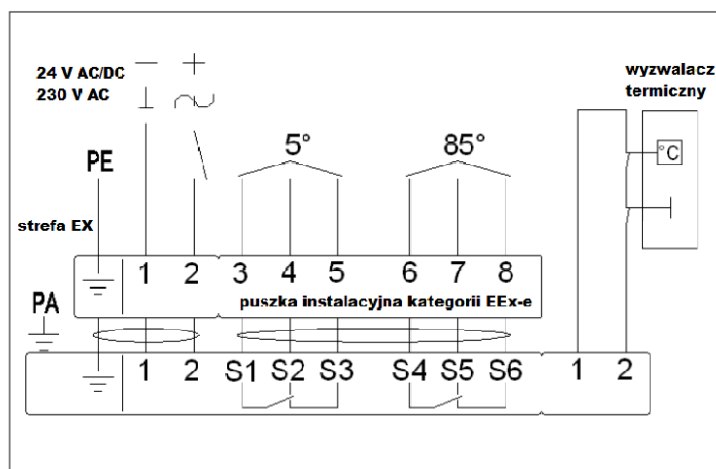 24 V AC/DC
230 V AC
wyzwalacz
termiczny
°C
5°
85°
PE
strefa EX
1 2 3 4 5 6 7 8
puszka instalacyjna kategorii EEx-e
PA
1 2 S1 S2 S3 S4 S5 S6 1 2